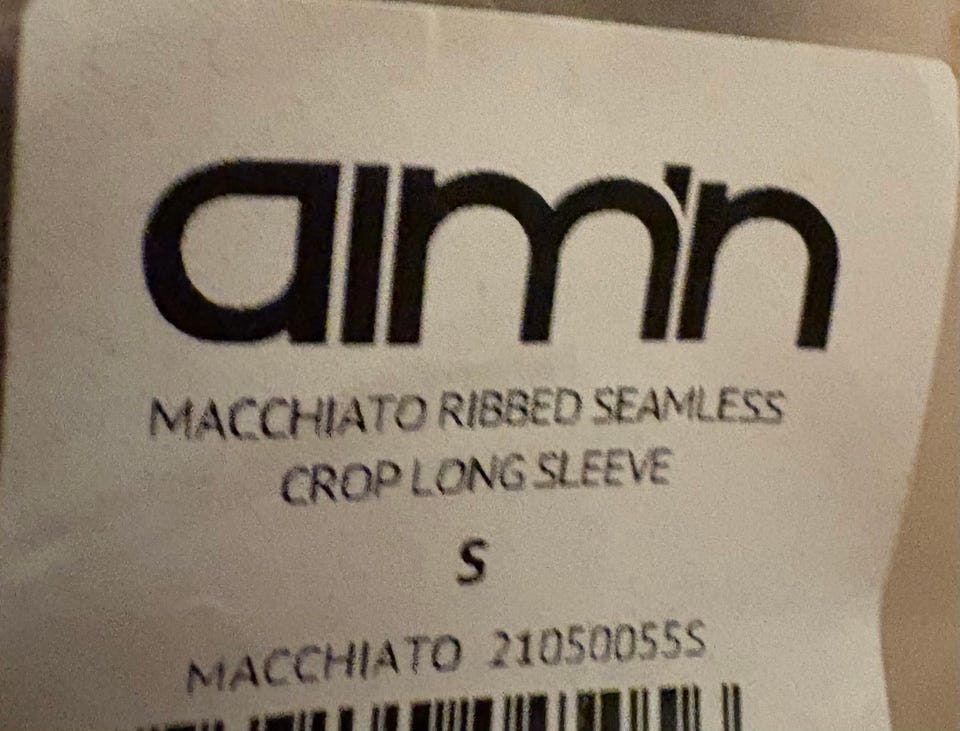 aim'n
MACCHIATO RIBBED SEAMLESS
CROP LONG SLEEVE
S
MACCHIATO 21050055S